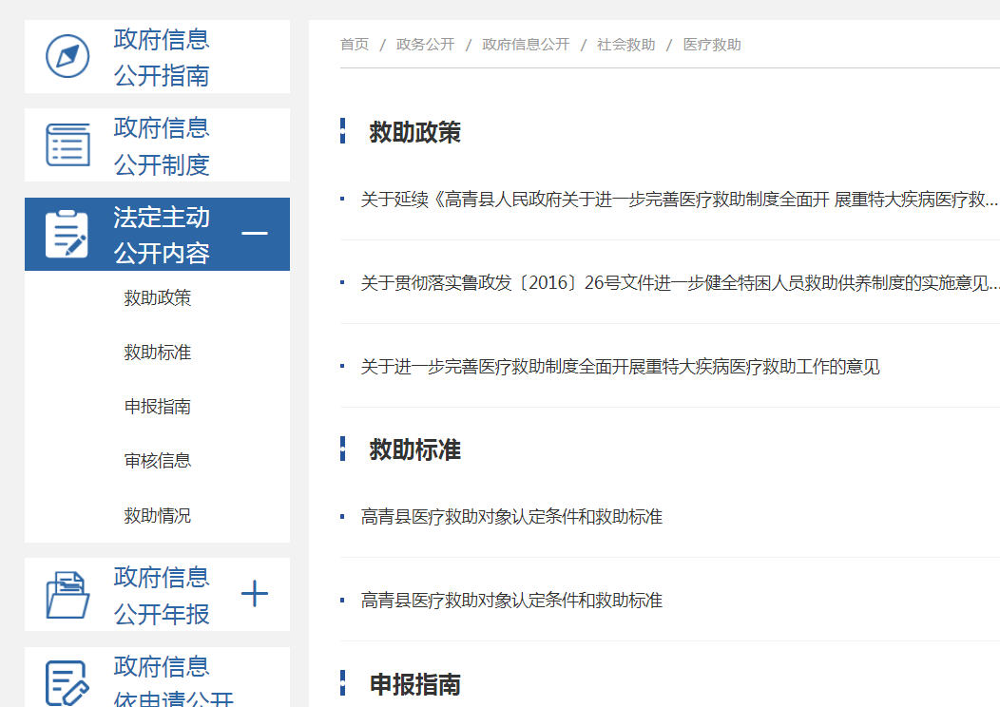 政府信息
公开指南
政府信息
公开制度
法定主动
公开内容
救助政策
救助标准
申报指南
审核信息
救助情况
政府信息
公开年报
政府信息
依申请公开
首页 / 政务公开 / 政府信息公开 / 社会救助 / 医疗救助
救助政策
关于延续《高青县人民政府关于进一步完善医疗救助制度全面开 展重特大疾病医疗救...
关于贯彻落实鲁政发〔2016〕26号文件进一步健全特困人员救助供养制度的实施意见...
关于进一步完善医疗救助制度全面开展重特大疾病医疗救助工作的意见
救助标准
高青县医疗救助对象认定条件和救助标准
高青县医疗救助对象认定条件和救助标准
申报指南